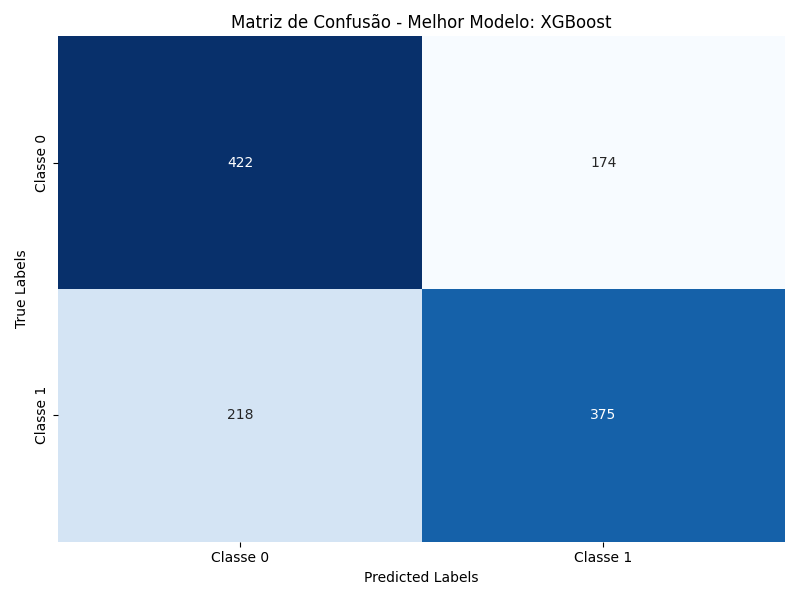 Matriz de Confusão - Melhor Modelo: XGBoost
True Labels
Classe 0
422
174
Classe 1
218
375
Classe 0
Classe 1
Predicted Labels